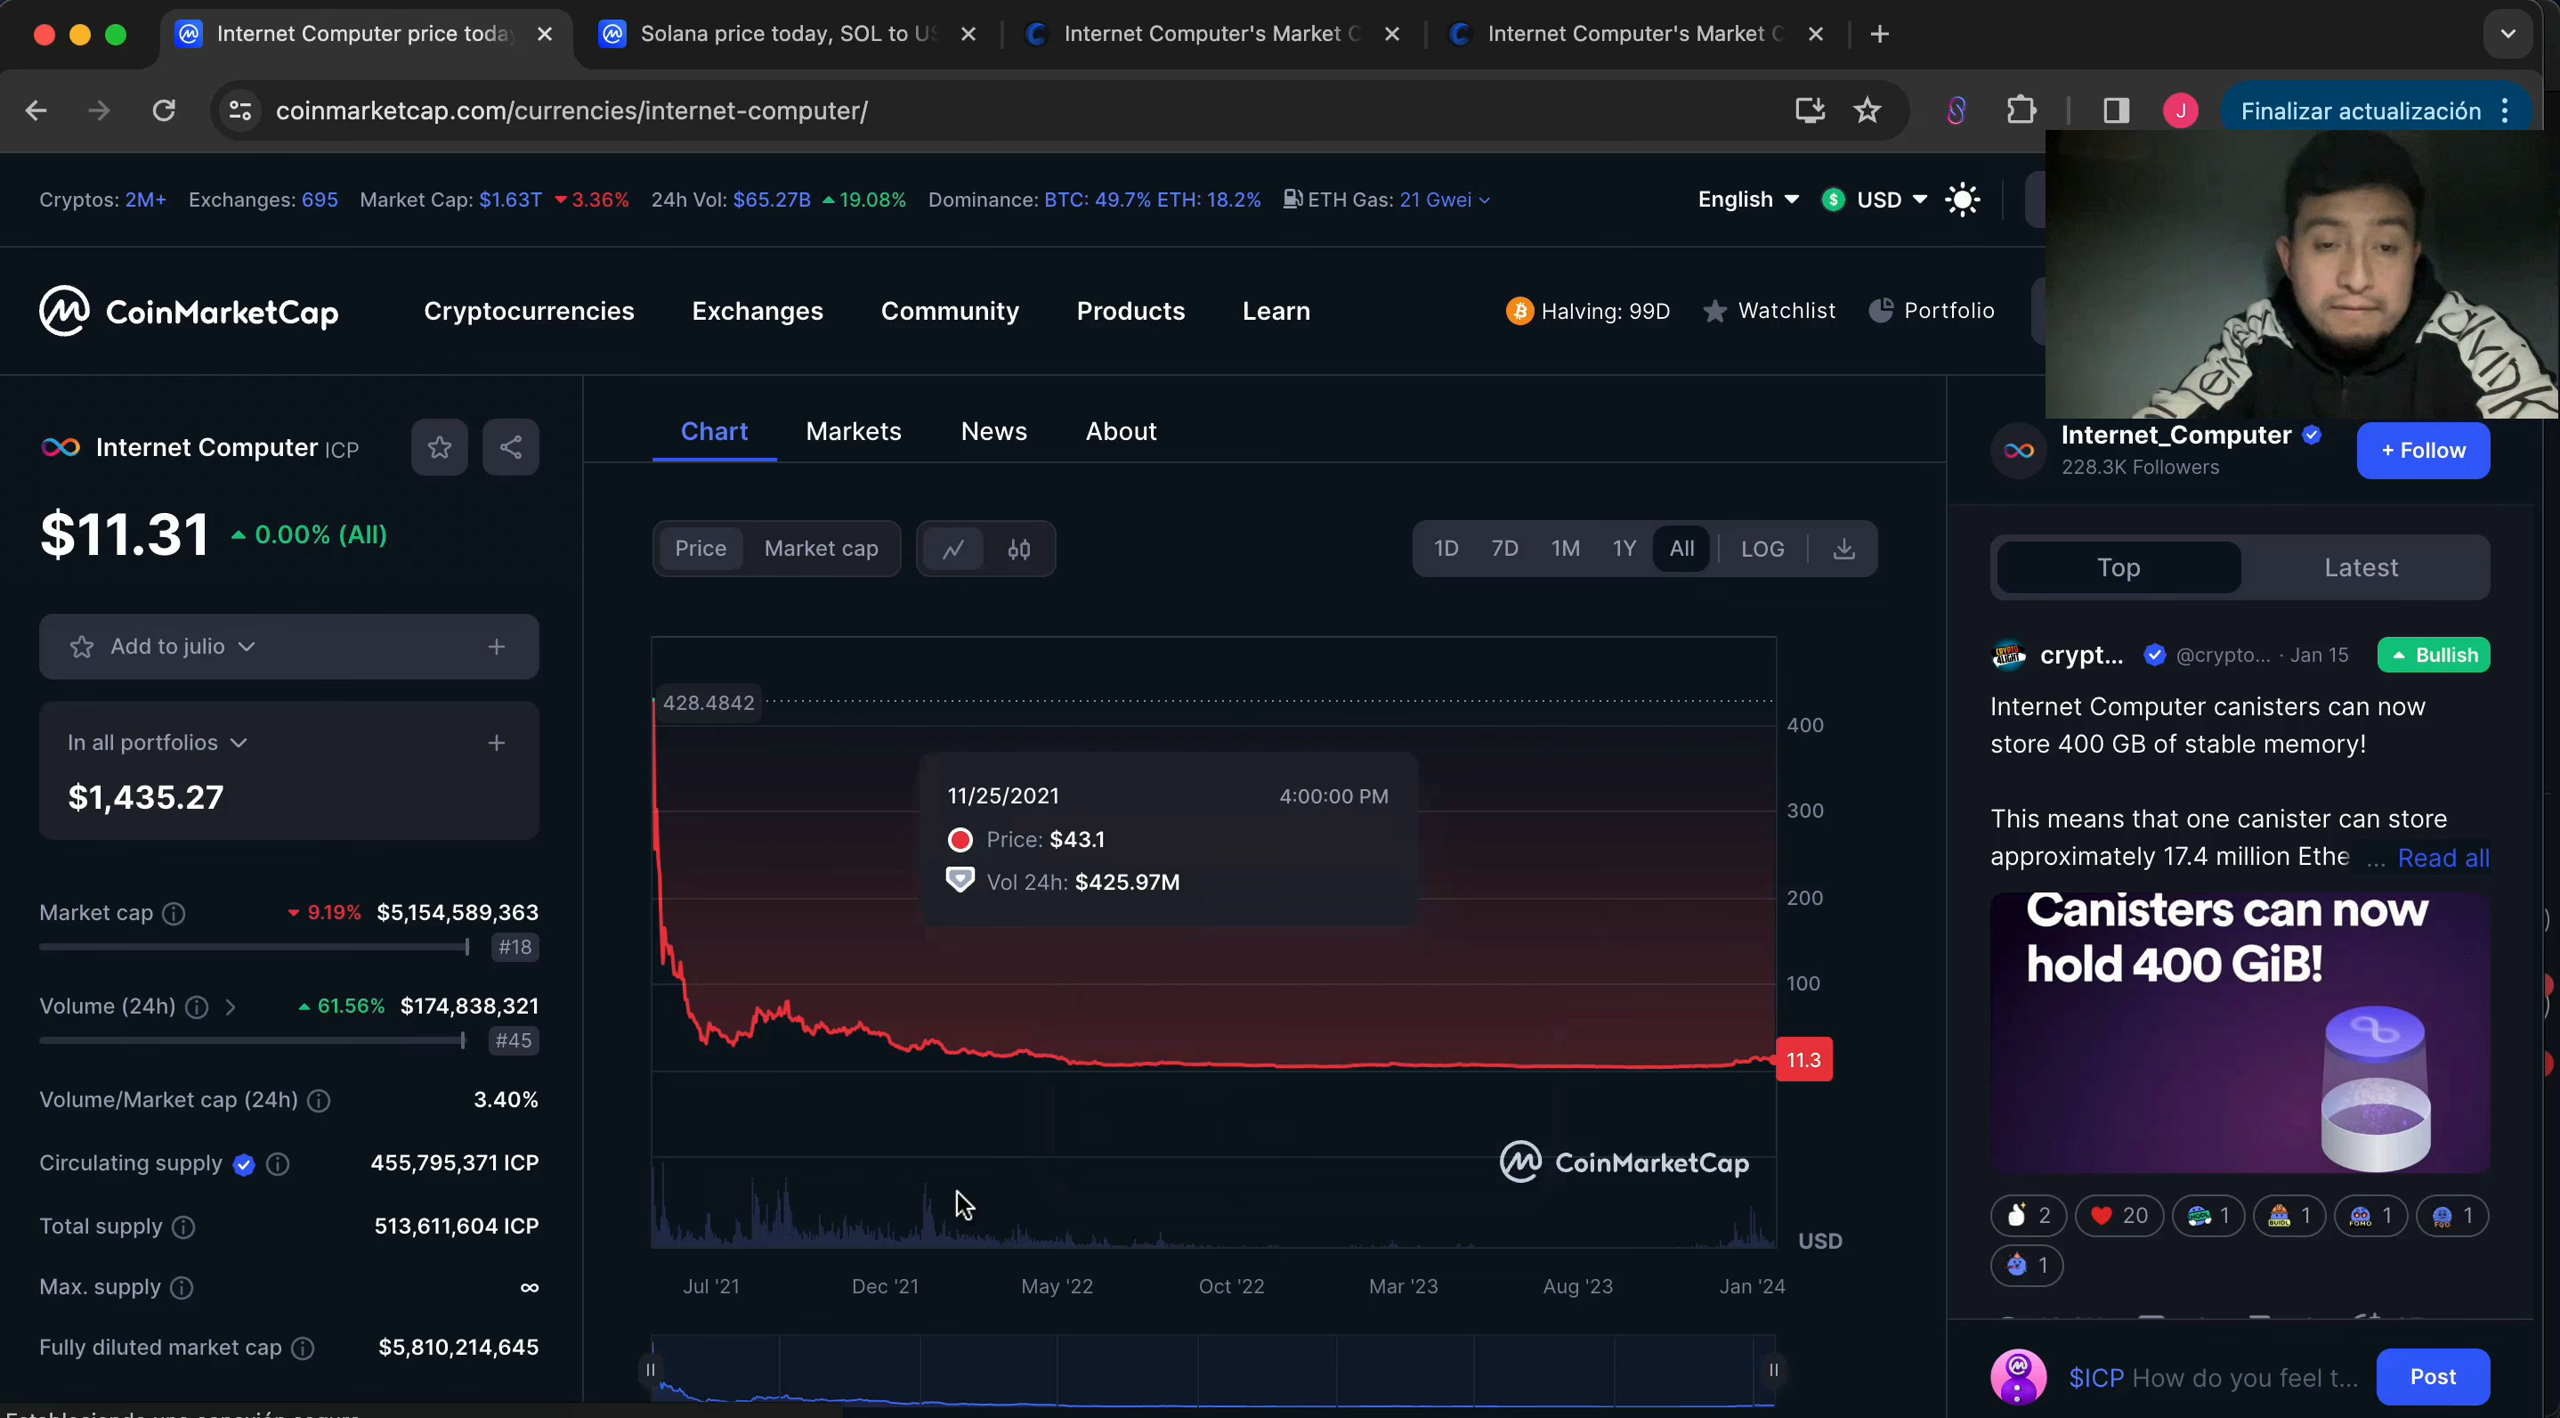 Internet Computer price toda
Solana price today, SOL to US
Internet Computer's Market C
Internet Computer's Market C
coinmarketcap.com/currencies/internet-computer/
J
Finalizar actualización
Cryptos: 2M+ Exchanges: 695 Market Cap: $1.63T 3.36% 24h Vol: $65.27B 19.08% Dominance: BTC: 49.7% ETH: 18.2% ETH Gas: 21 Gwei
English USD
CoinMarketCap
Cryptocurrencies Exchanges Community Products Learn
Halving: 99D Watchlist Portfolio
Internet Computer ICP
$11.31 0.00% (All)
Add to julio
In all portfolios
$1,435.27
Market cap 9.19% $5,154,589,363
#18
Volume (24h) 61.56% $174,838,321
#45
Volume/Market cap (24h) 3.40%
Circulating supply 455,795,371 ICP
Total supply 513,611,604 ICP
Max. supply ∞
Fully diluted market cap $5,810,214,645
Chart Markets News About
Price Market cap
1D 7D 1M 1Y All LOG
428.4842
400
300
200
100
11.3
11/25/2021 4:00:00 PM
Price: $43.1
Vol 24h: $425.97M
CoinMarketCap
USD
Jul '21 Dec '21 May '22 Oct '22 Mar '23 Aug '23 Jan '24
Internet_Computer
228.3K Followers
+ Follow
Top Latest
crypt... @crypto... · Jan 15 Bullish
Internet Computer canisters can now
store 400 GB of stable memory!
This means that one canister can store
approximately 17.4 million Ethe ... Read all
Canisters can now
hold 400 GiB!
2 20 1 1 1 1
1
$ICP How do you feel t...
Post